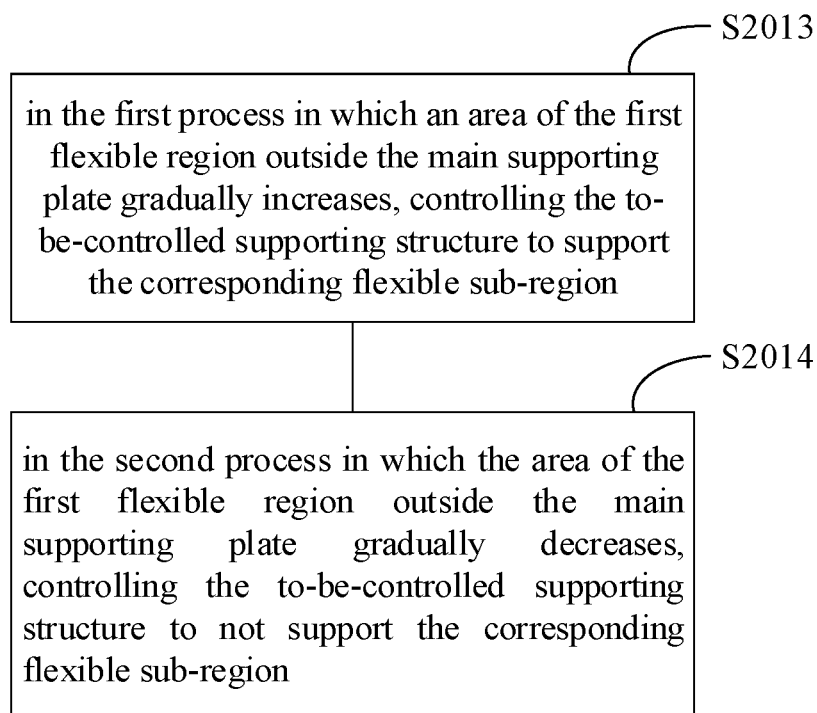 S2013
in the first process in which an area of the first
flexible region outside the main supporting
plate gradually increases, controlling the to-
be-controlled supporting structure to support
the corresponding flexible sub-region
S2014
in the second process in which the area of the
first flexible region outside the main
supporting plate gradually decreases,
controlling the to-be-controlled supporting
structure to not support the corresponding
flexible sub-region